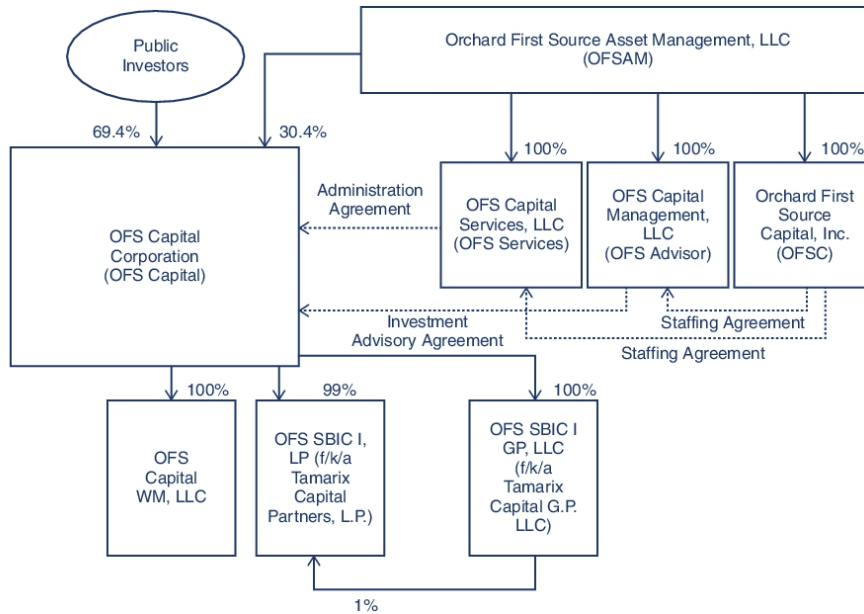 Public
Investors
Orchard First Source Asset Management, LLC
(OFSAM)
69.4%
30.4%
100%
100%
100%
OFS Capital
Corporation
(OFS Capital)
Administration
Agreement
OFS Capital
Services, LLC
(OFS Services)
OFS Capital
Management,
LLC
(OFS Advisor)
Orchard First
Source
Capital, Inc.
(OFSC)
Investment
Advisory Agreement
Staffing Agreement
Staffing Agreement
100%
99%
100%
OFS
Capital
WM, LLC
OFS SBIC I,
LP (f/k/a
Tamarix
Capital
Partners, L.P.)
OFS SBIC I
GP, LLC
(f/k/a
Tamarix
Capital G.P.
LLC)
1%